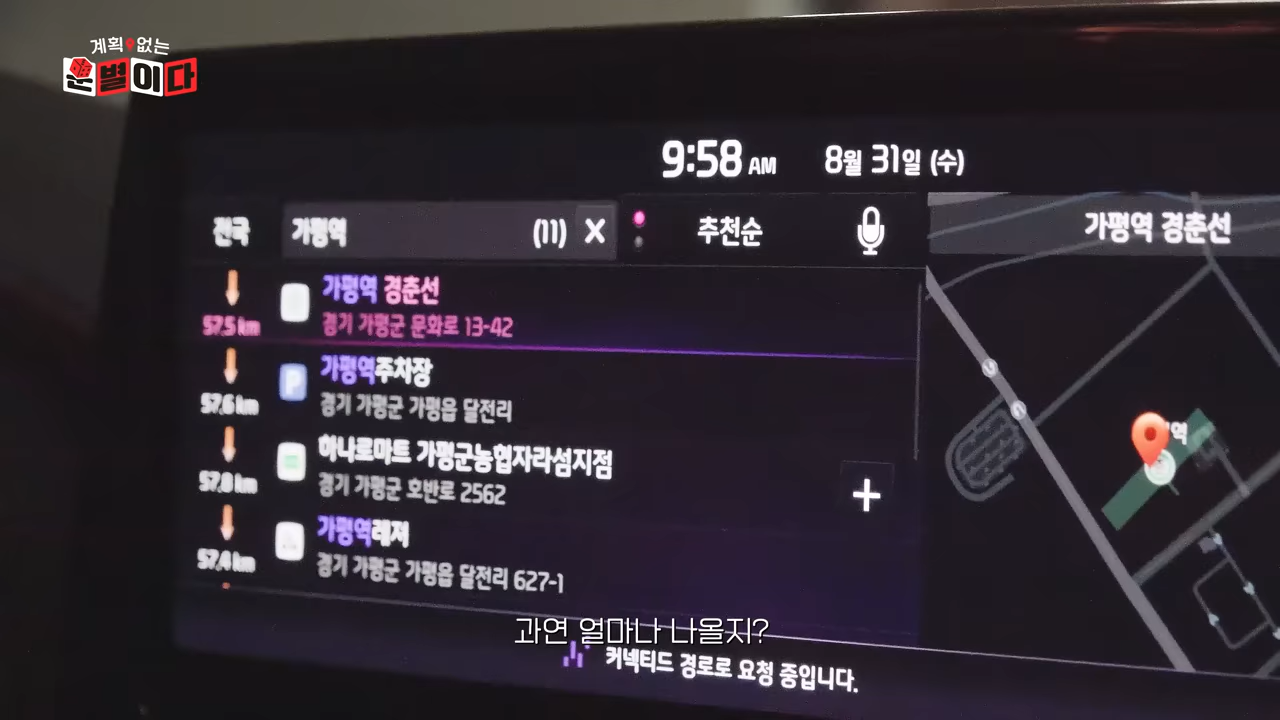 계획 없는
운별이다
9:58 AM 8월 31일 (수)
전국 가평역 (11) X 추천순 가평역 경춘선
가평역 경춘선
57.5 km 경기 가평군 문화로 13-42
P 가평역주차장
57.6 km 경기 가평군 가평읍 달전리
하나로마트 가평군농협자라섬지점
57.8 km 경기 가평군 호반로 2562
가평역레져
57.4 km 경기 가평군 가평읍 달전리 627-1
역
과연 얼마나 나올지?
커넥티드 경로로 요청 중입니다.